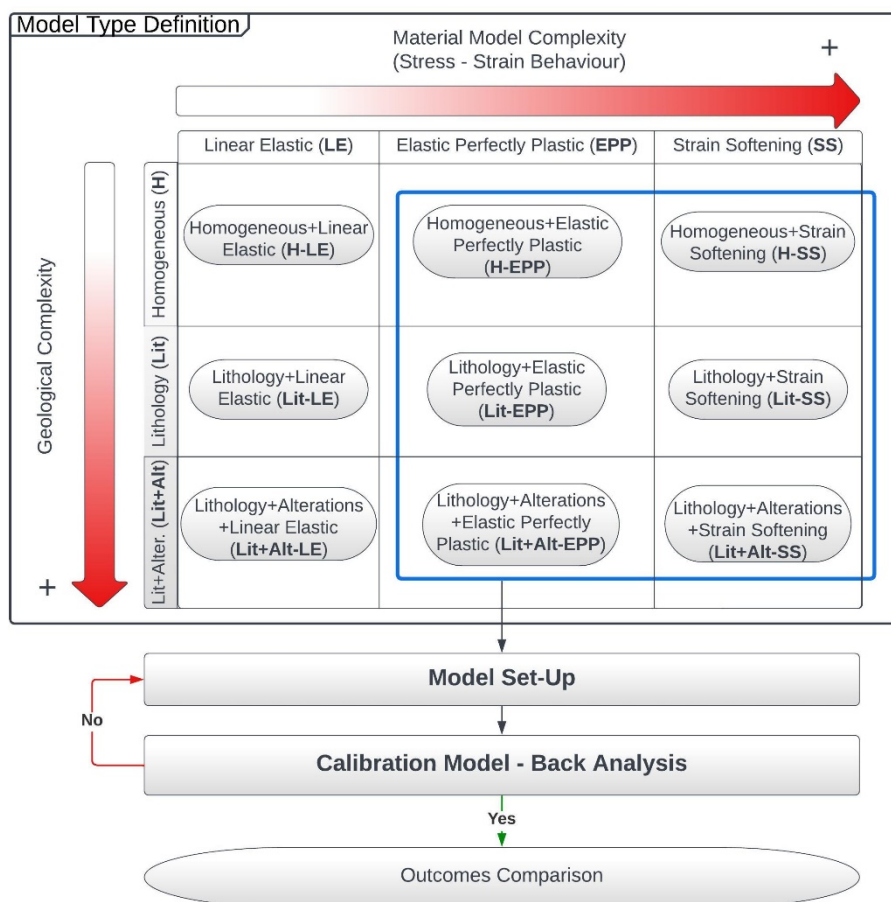 Model Type Definition
Material Model Complexity
(Stress - Strain Behaviour)
+
Linear Elastic (LE)
Elastic Perfectly Plastic (EPP)
Strain Softening (SS)
Geological Complexity
+
Homogeneous (H)
Homogeneous+Linear
Elastic (H-LE)
Homogeneous+Elastic
Perfectly Plastic
(H-EPP)
Homogeneous+Strain
Softening (H-SS)
Lithology (Lit)
Lithology+Linear
Elastic (Lit-LE)
Lithology+Elastic
Perfectly Plastic
(Lit-EPP)
Lithology+Strain
Softening (Lit-SS)
Lit+Alter. (Lit+Alt)
Lithology+Alterations
+Linear Elastic
(Lit+Alt-LE)
Lithology+Alterations
+Elastic Perfectly
Plastic (Lit+Alt-EPP)
Lithology+Alterations
+Strain Softening
(Lit+Alt-SS)
Model Set-Up
No
Calibration Model - Back Analysis
Yes
Outcomes Comparison